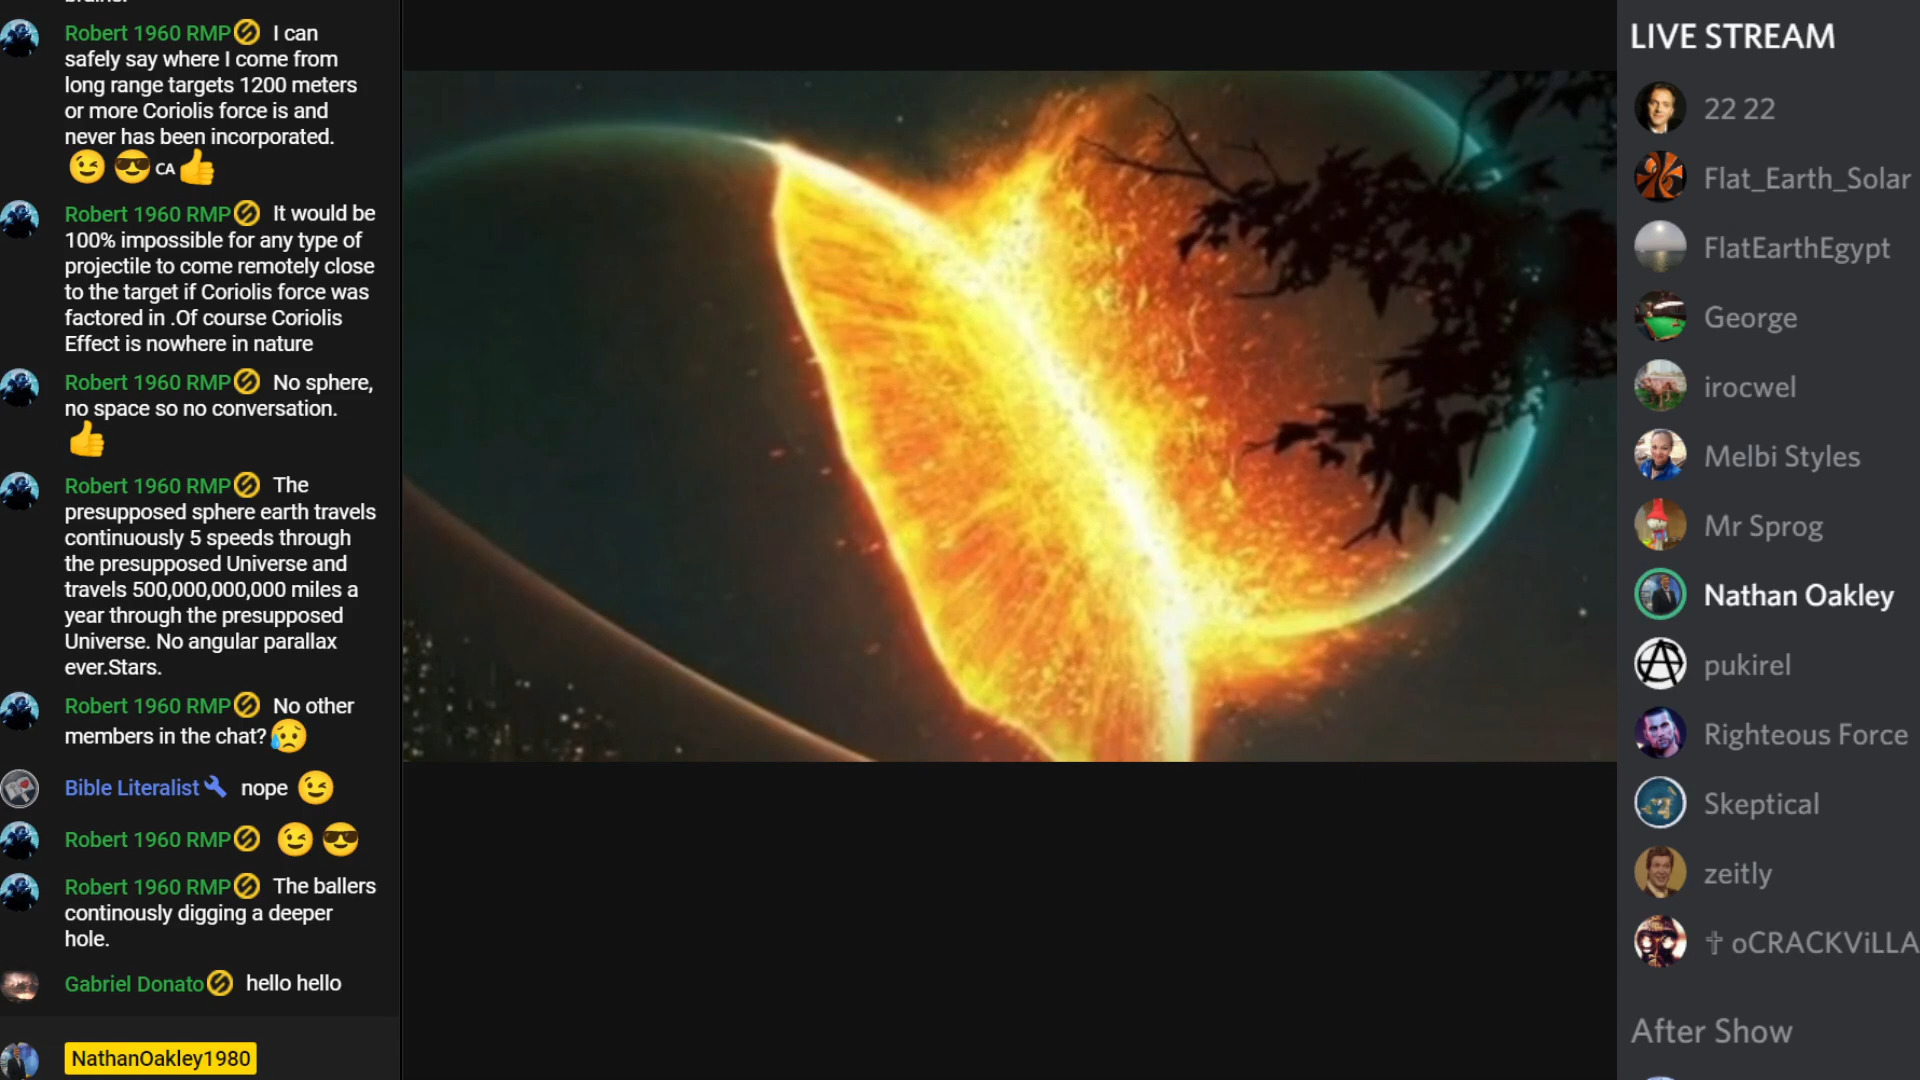 Robert 1960 RMP I can
safely say where I come from
long range targets 1200 meters
or more Coriolis force is and
never has been incorporated.
CA
Robert 1960 RMP It would be
100% impossible for any type of
projectile to come remotely close
to the target if Coriolis force was
factored in .Of course Coriolis
Effect is nowhere in nature
Robert 1960 RMP No sphere,
no space so no conversation.
Robert 1960 RMP The
presupposed sphere earth travels
continuously 5 speeds through
the presupposed Universe and
travels 500,000,000,000 miles a
year through the presupposed
Universe. No angular parallax
ever.Stars.
Robert 1960 RMP No other
members in the chat?
Bible Literalist nope
Robert 1960 RMP
Robert 1960 RMP The ballers
continously digging a deeper
hole.
Gabriel Donato hello hello
NathanOakley1980
LIVE STREAM
22 22
Flat_Earth_Solar
FlatEarthEgypt
George
irocwel
Melbi Styles
Mr Sprog
Nathan Oakley
pukirel
Righteous Force
Skeptical
zeitly
† oCRACKViLLA
After Show